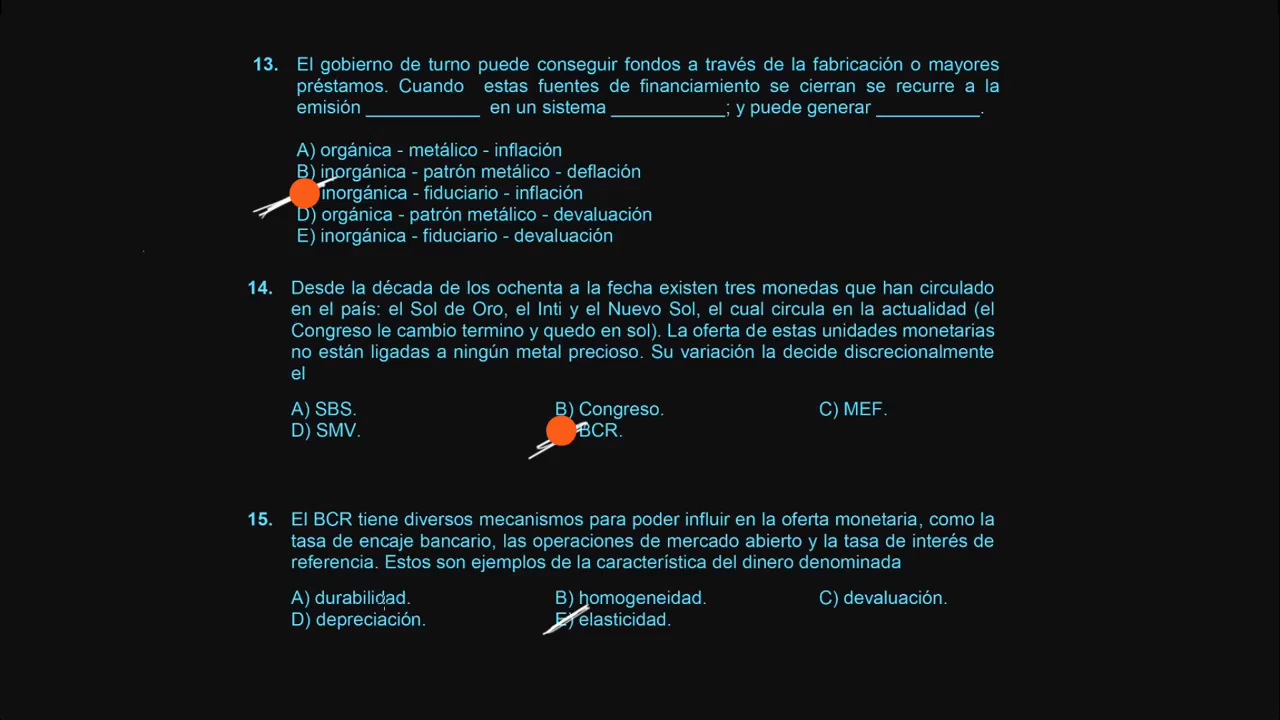 13. El gobierno de turno puede conseguir fondos a través de la fabricación o mayores
préstamos. Cuando estas fuentes de financiamiento se cierran se recurre a la
emisión ___________ en un sistema ___________; y puede generar __________.
A) orgánica - metálico - inflación
B) inorgánica - patrón metálico - deflación
inorgánica - fiduciario - inflación
D) orgánica - patrón metálico - devaluación
E) inorgánica - fiduciario - devaluación
14. Desde la década de los ochenta a la fecha existen tres monedas que han circulado
en el país: el Sol de Oro, el Inti y el Nuevo Sol, el cual circula en la actualidad (el
Congreso le cambio termino y quedo en sol). La oferta de estas unidades monetarias
no están ligadas a ningún metal precioso. Su variación la decide discrecionalmente
el
A) SBS. B) Congreso. C) MEF.
D) SMV. BCR.
15. El BCR tiene diversos mecanismos para poder influir en la oferta monetaria, como la
tasa de encaje bancario, las operaciones de mercado abierto y la tasa de interés de
referencia. Estos son ejemplos de la característica del dinero denominada
A) durabilidad. B) homogeneidad. C) devaluación.
D) depreciación. E) elasticidad.